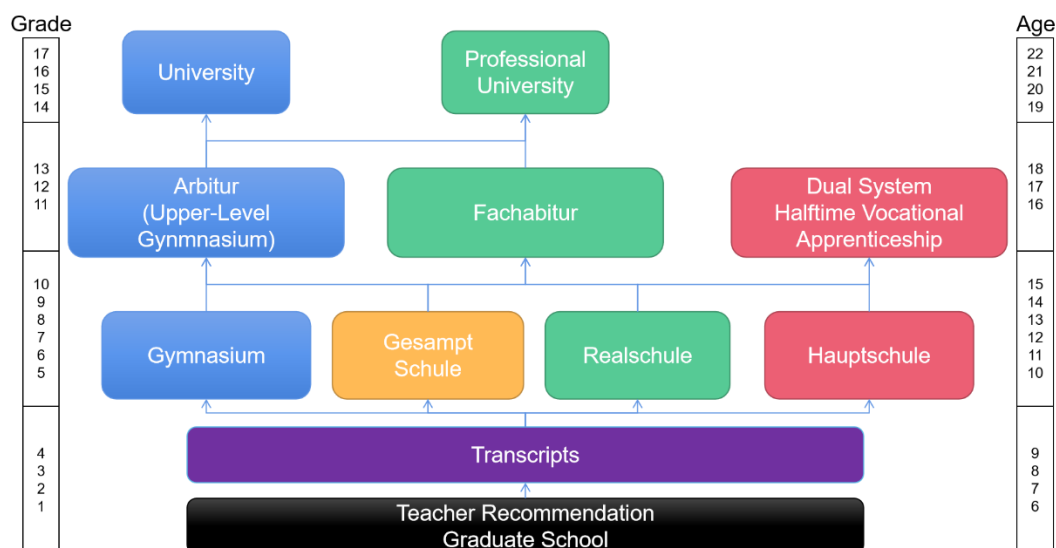 Grade
Age
17
16
15
14
University
Professional
University
22
21
20
19
13
12
11
Arbitur
(Upper-Level
Gynmnasium)
Fachabitur
Dual System
Halftime Vocational
Apprenticeship
18
17
16
10
9
8
7
6
5
Gymnasium
Gesampt
Schule
Realschule
Hauptschule
15
14
13
12
11
10
4
3
2
1
Transcripts
Teacher Recommendation
Graduate School
9
8
7
6